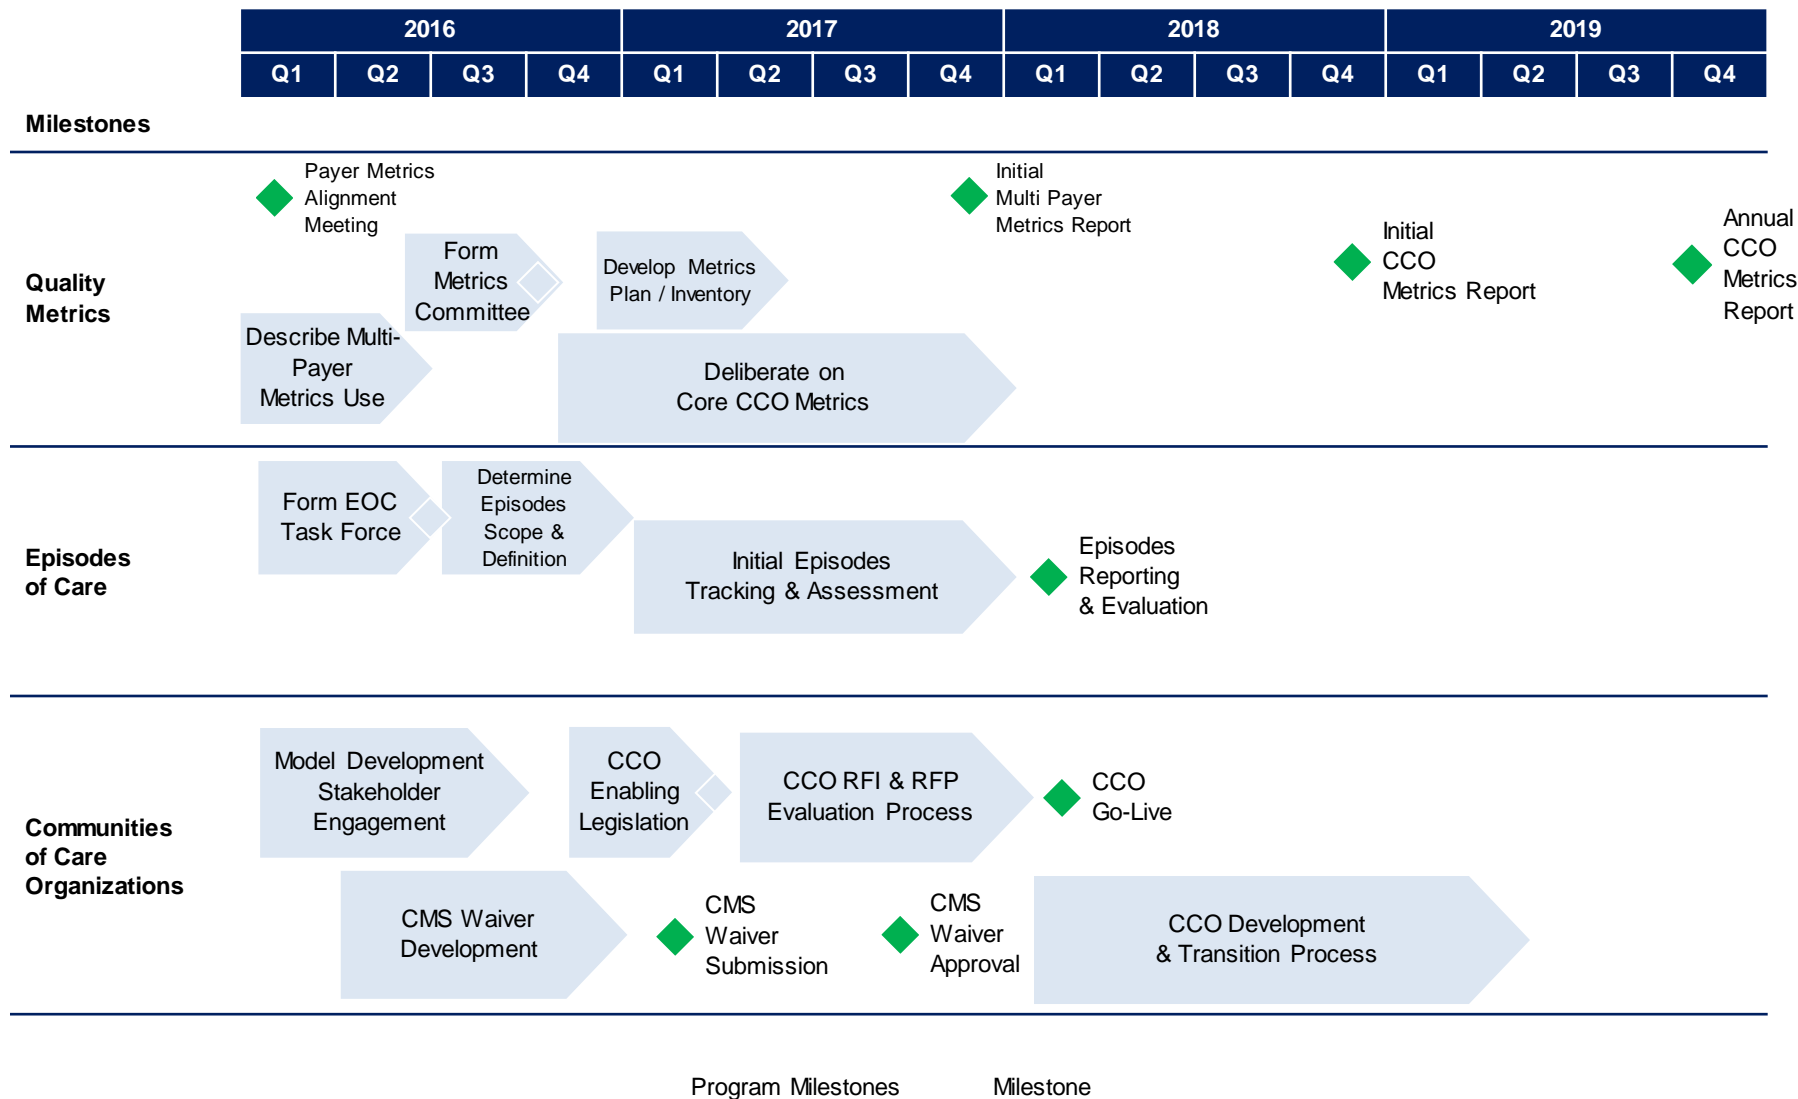 2016 2017 2018 2019
Q1 Q2 Q3 Q4 Q1 Q2 Q3 Q4 Q1 Q2 Q3 Q4 Q1 Q2 Q3 Q4
Milestones
Quality
Metrics
Payer Metrics
Alignment
Meeting
Initial
Multi Payer
Metrics Report
Initial
CCO
Metrics Report
Annual
CCO
Metrics
Report
Form
Metrics
Committee
Develop Metrics
Plan / Inventory
Describe Multi-
Payer
Metrics Use
Deliberate on
Core CCO Metrics
Episodes
of Care
Form EOC
Task Force
Determine
Episodes
Scope &
Definition
Initial Episodes
Tracking & Assessment
Episodes
Reporting
& Evaluation
Communities
of Care
Organizations
Model Development
Stakeholder
Engagement
CCO
Enabling
Legislation
CCO RFI & RFP
Evaluation Process
CCO
Go-Live
CMS Waiver
Development
CMS
Waiver
Submission
CMS
Waiver
Approval
CCO Development
& Transition Process
Program Milestones Milestone